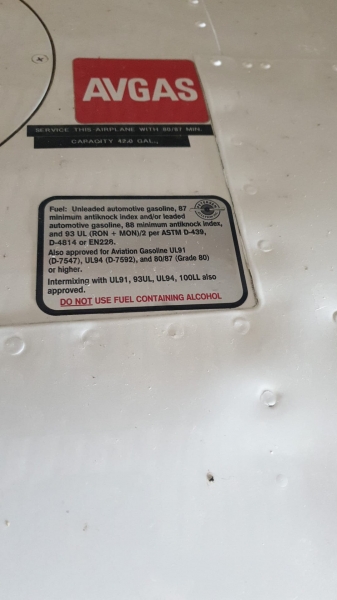 AVGAS
SERVICE THIS AIRPLANE WITH 80/87 MIN.
CAPACITY 42.0 GAL.,
Fuel: Unleaded automotive gasoline, 87
minimum antiknock index and/or leaded
automotive gasoline, 88 minimum antiknock index,
and 93 UL (RON + MON)/2 per ASTM D-439,
D-4814 or EN228.
Also approved for Aviation Gasoline UL91
(D-7547), UL94 (D-7592), and 80/87 (Grade 80)
or higher.
Intermixing with UL91, 93UL, UL94, 100LL also
approved.
DO NOT USE FUEL CONTAINING ALCOHOL